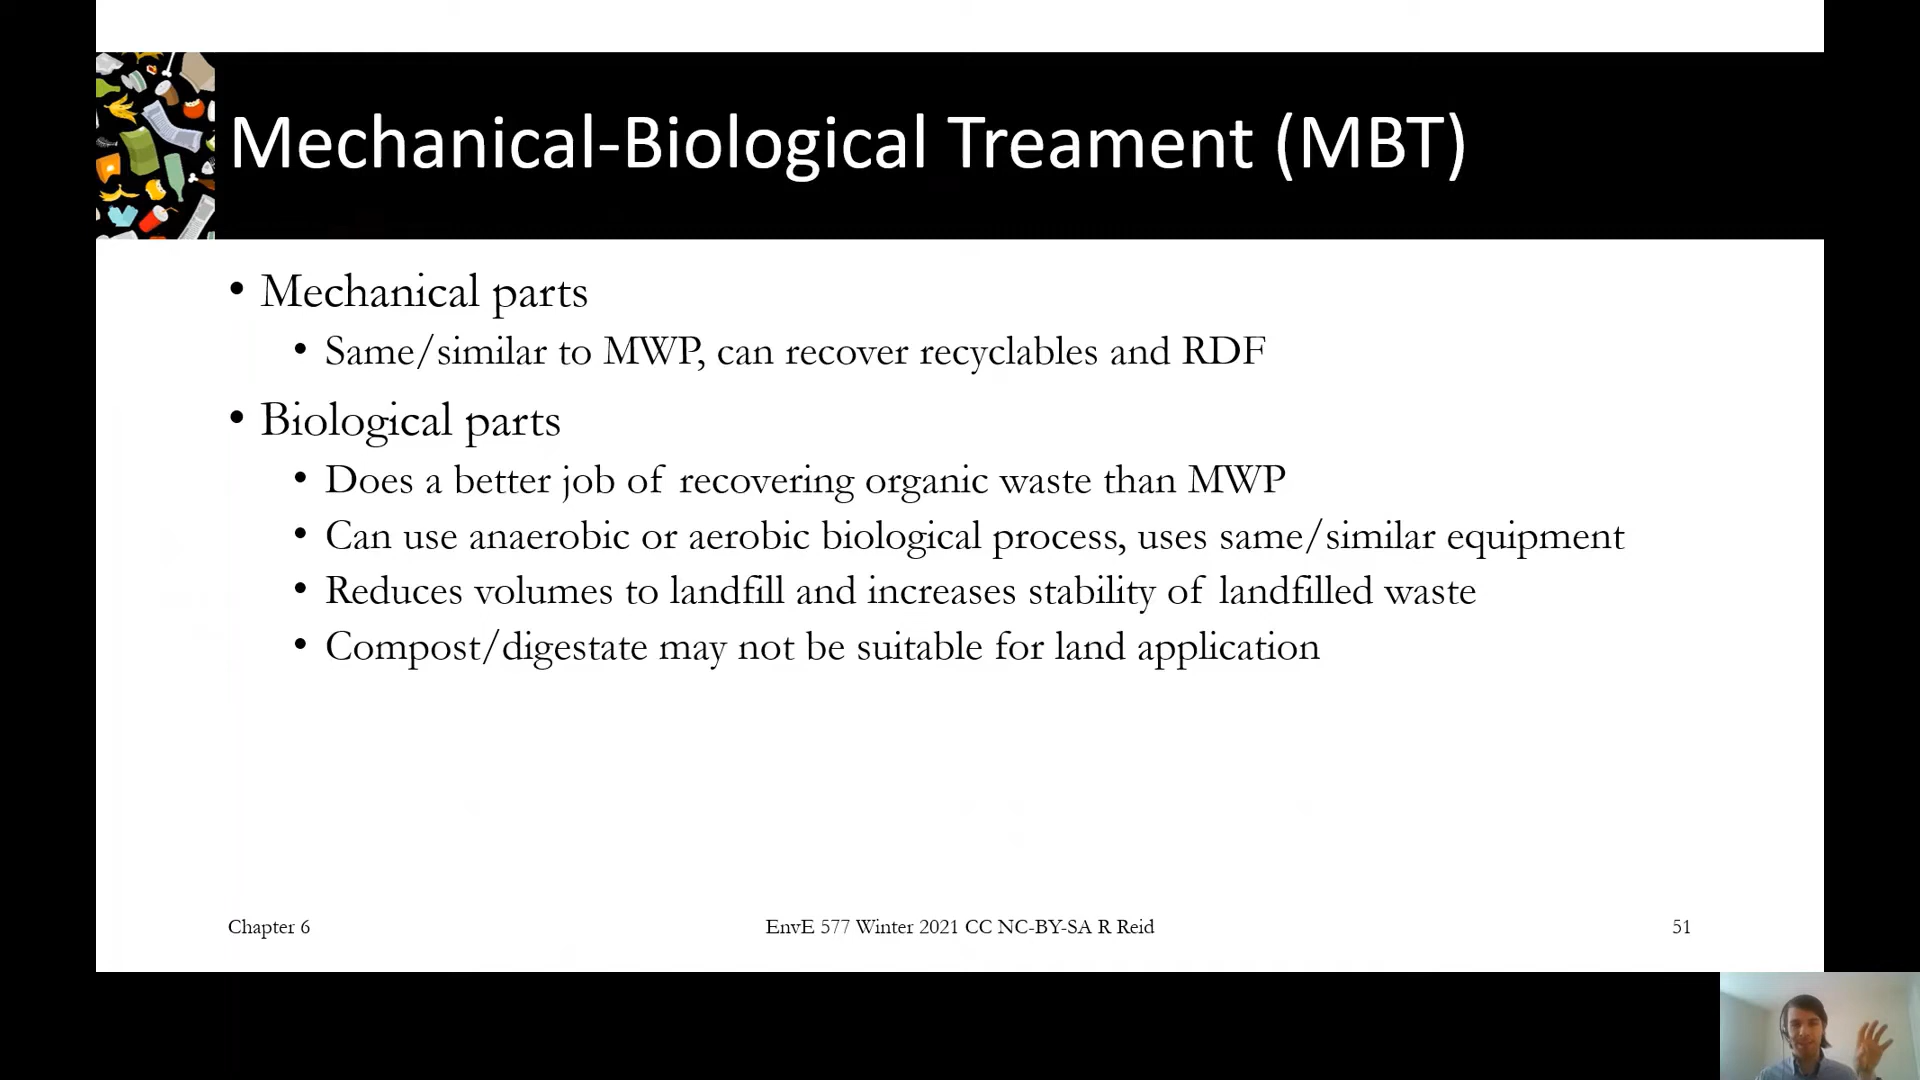 Mechanical-Biological Treament (MBT)
• Mechanical parts
• Same/similar to MWP, can recover recyclables and RDF
• Biological parts
• Does a better job of recovering organic waste than MWP
• Can use anaerobic or aerobic biological process, uses same/similar equipment
• Reduces volumes to landfill and increases stability of landfilled waste
• Compost/digestate may not be suitable for land application
Chapter 6
EnvE 577 Winter 2021 CC NC-BY-SA R Reid
51